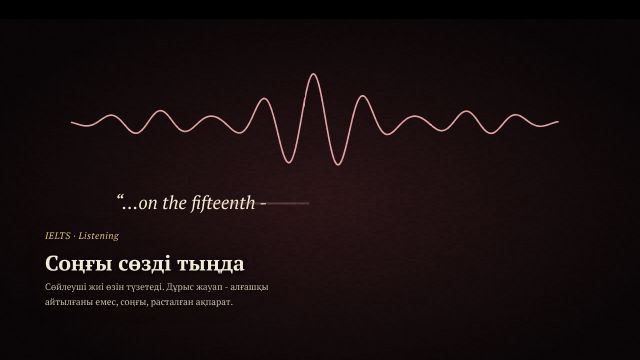 “...on the fifteenth -
IELTS · Listening
Соңғы сөзді тыңда
Сөйлеуші жиі өзін түзетеді. Дұрыс жауап - алғашқы
айтылғаны емес, соңғы, расталған ақпарат.